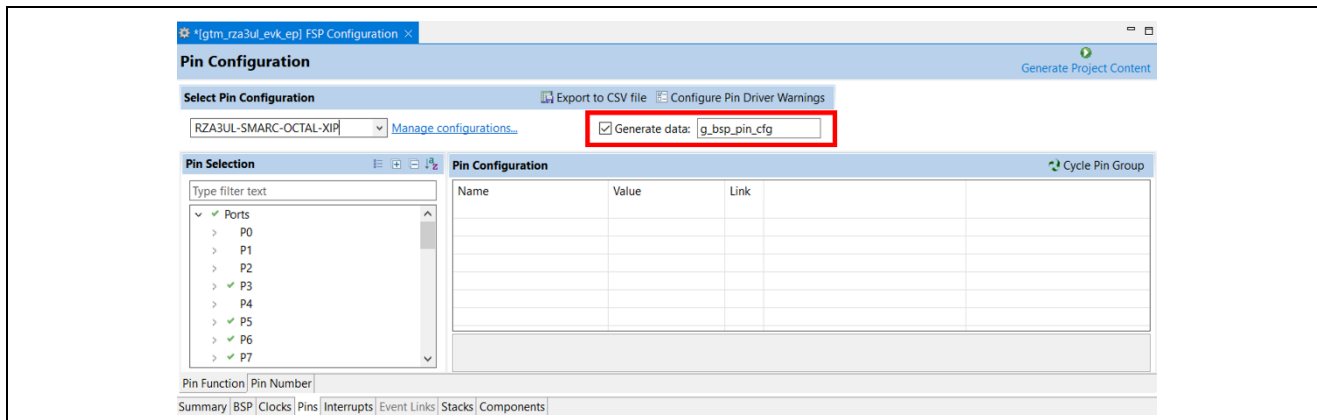 *[gtm_rza3ul_evk_ep] FSP Configuration
Pin Configuration
Generate Project Content
Select Pin Configuration
Export to CSV file Configure Pin Driver Warnings
RZA3UL-SMARC-OCTAL-XIP Manage configurations... Generate data: g_bsp_pin_cfg
Pin Selection
Pin Configuration
Cycle Pin Group
Type filter text
Name Value Link
Ports
P0
P1
P2
P3
P4
P5
P6
P7
Pin Function Pin Number
Summary BSP Clocks Pins Interrupts Event Links Stacks Components